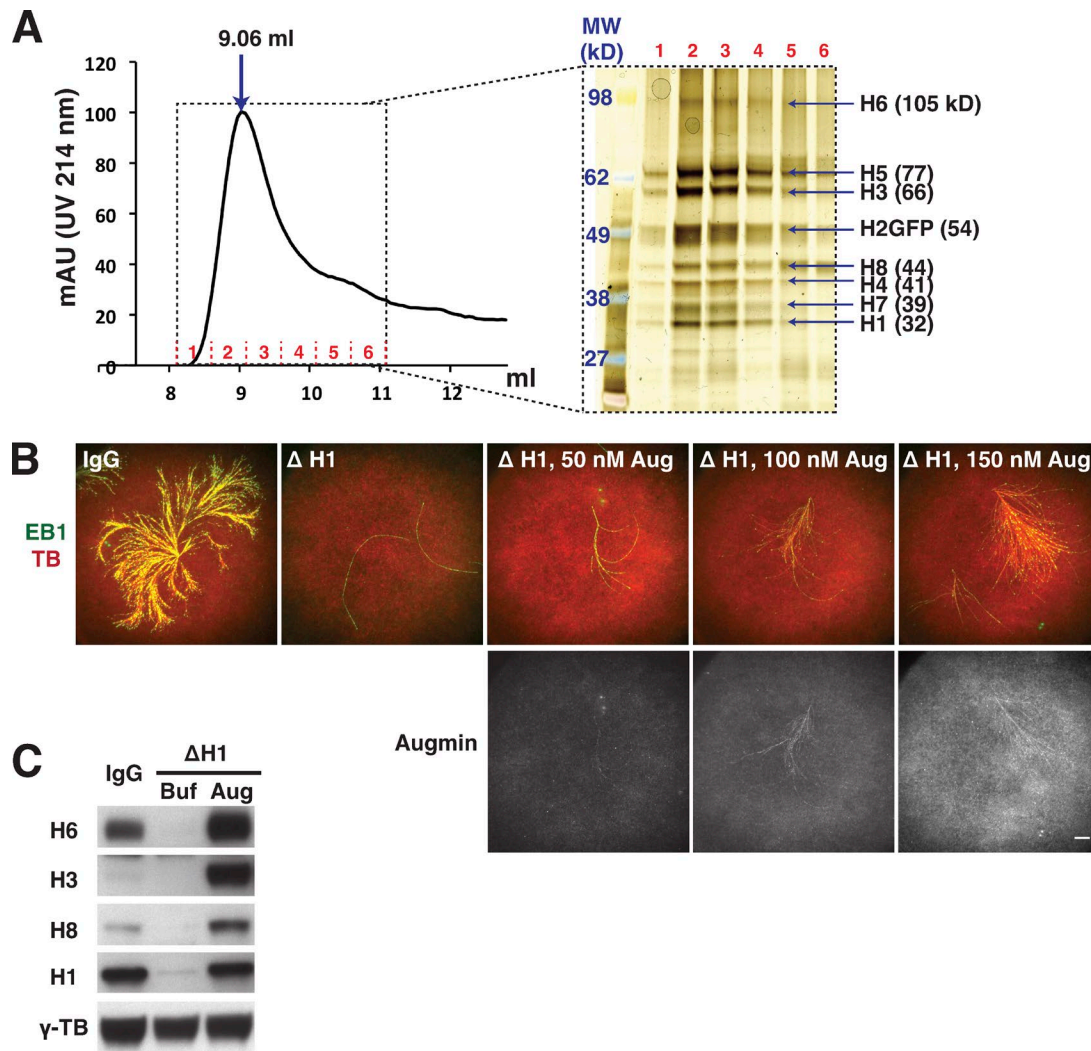 A
9.06 ml
mAU (UV 214 nm)
120
100
80
60
40
20
0
1 2 3 4 5 6
8 9 10 11 12
ml
MW
(kD)
1 2 3 4 5 6
98
62
49
38
27
H6 (105 kD)
H5 (77)
H3 (66)
H2GFP (54)
H8 (44)
H4 (41)
H7 (39)
H1 (32)
B
EB1
TB
IgG
Δ H1
Δ H1, 50 nM Aug
Δ H1, 100 nM Aug
Δ H1, 150 nM Aug
Augmin
C
IgG
ΔH1
Buf Aug
H6
H3
H8
H1
γ-TB